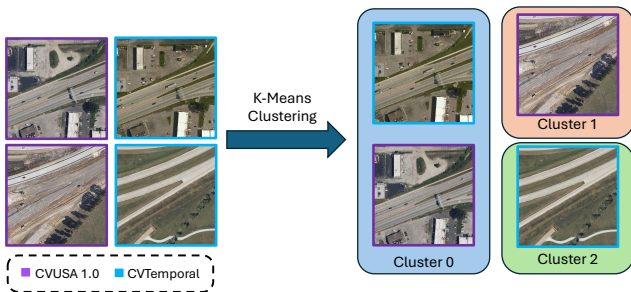 K-Means
Clustering
Cluster 0
Cluster 1
Cluster 2
CVUSA 1.0
CVTemporal